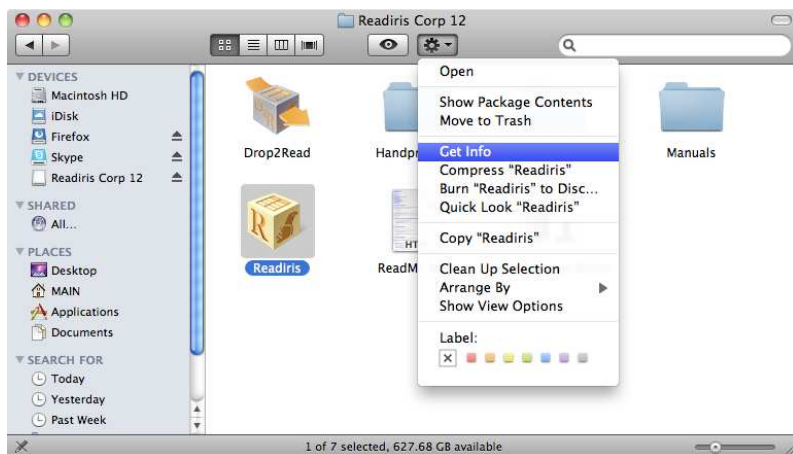 Readiris Corp 12
DEVICES
Macintosh HD
iDisk
Firefox
Skype
Readiris Corp 12
SHARED
All...
PLACES
Desktop
MAIN
Applications
Documents
SEARCH FOR
Today
Yesterday
Past Week
Drop2Read
Handpr
Manuals
Readiris
HT
ReadM
Open
Show Package Contents
Move to Trash
Get Info
Compress “Readiris”
Burn “Readiris” to Disc...
Quick Look “Readiris”
Copy “Readiris”
Clean Up Selection
Arrange By
Show View Options
Label:
1 of 7 selected, 627.68 GB available